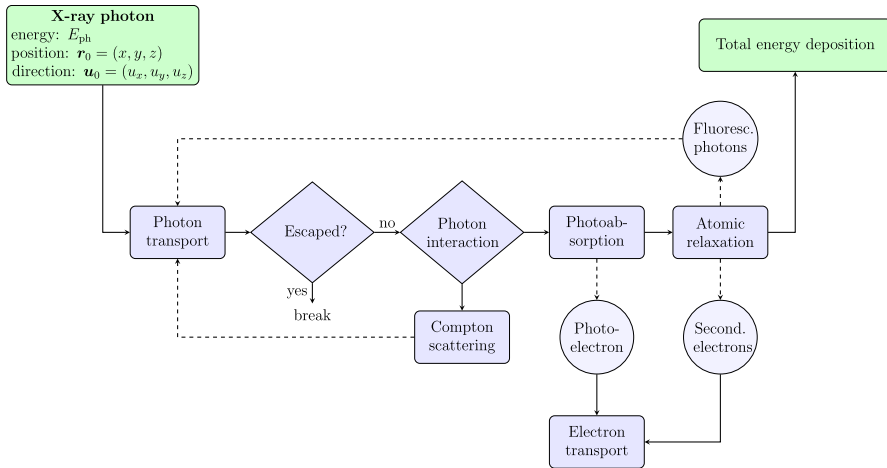 X-ray photon
energy: E_ph
position: r_0 = (x, y, z)
direction: u_0 = (u_x, u_y, u_z)
Total energy deposition
Fluoresc.
photons
Photon
transport
Escaped?
no
Photon
interaction
Photoab-
sorption
Atomic
relaxation
yes
break
Compton
scattering
Photo-
electron
Second.
electrons
Electron
transport